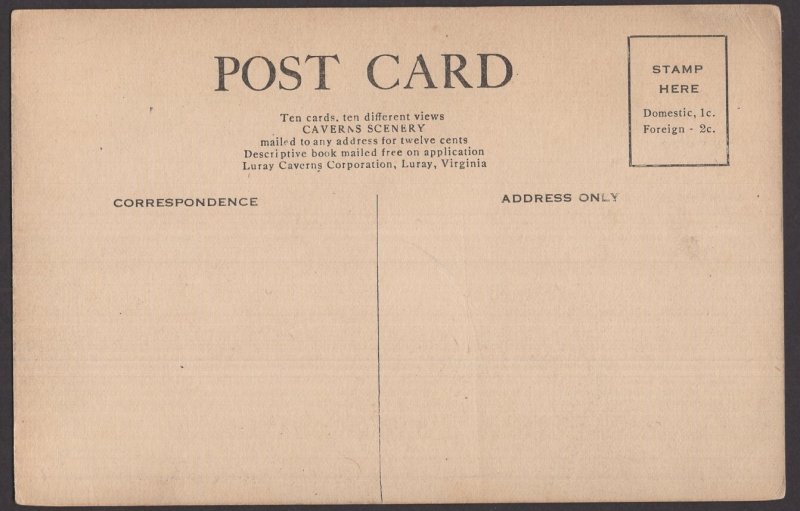 POST CARD
Ten cards, ten different views
CAVERNS SCENERY
mailed to any address for twelve cents
Descriptive book mailed free on application
Luray Caverns Corporation, Luray, Virginia
STAMP
HERE
Domestic, 1c.
Foreign - 2c.
CORRESPONDENCE
ADDRESS ONLY